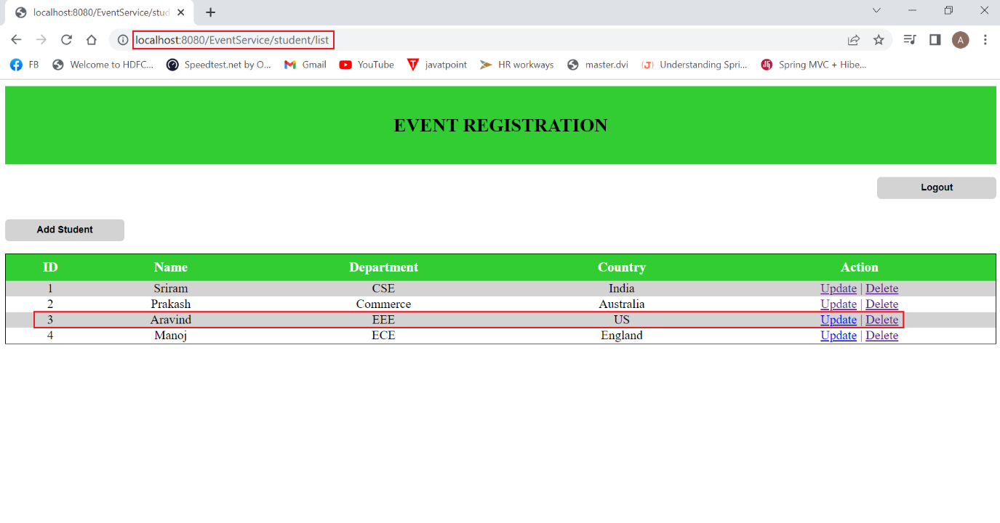 localhost:8080/EventService/stud
localhost:8080/EventService/student/list
A
FB Welcome to HDFC... Speedtest.net by O... Gmail YouTube javatpoint HR workways master.dvi Understanding Spri... Spring MVC + Hibe...
EVENT REGISTRATION
Logout
Add Student
ID Name Department Country Action
1 Sriram CSE India Update | Delete
2 Prakash Commerce Australia Update | Delete
3 Aravind EEE US Update | Delete
4 Manoj ECE England Update | Delete